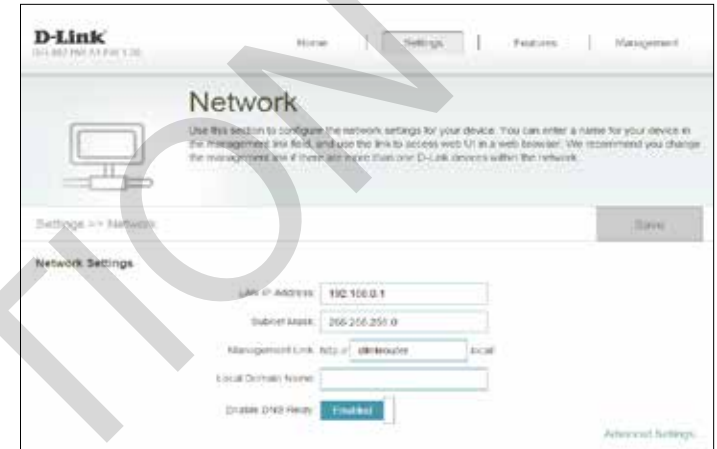 D-Link
Home
Settings
Features
Management
Network
Use this section to configure the network settings for your device. You can enter a name for your device in
the management link field, and use the link to access web UI in a web browser. We recommend you change
the management link if there are more than one D-Link devices within the network.
Settings >> Network
Save
Network Settings
LAN IP Address: 192.168.0.1
Subnet Mask: 255.255.255.0
Management Link: http:// dlinkrouter .local/
Local Domain Name:
Enable DNS Relay: Enabled
Advanced Settings